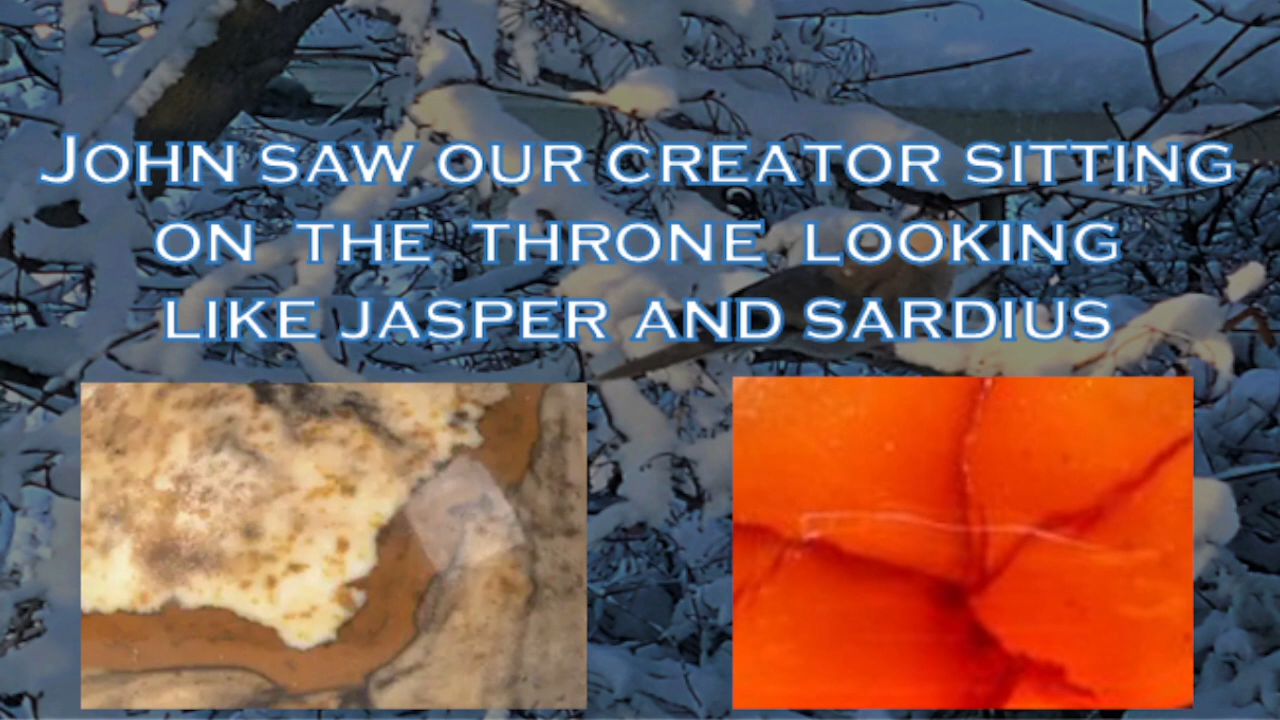 John saw our creator sitting
on the throne looking
like jasper and sardius